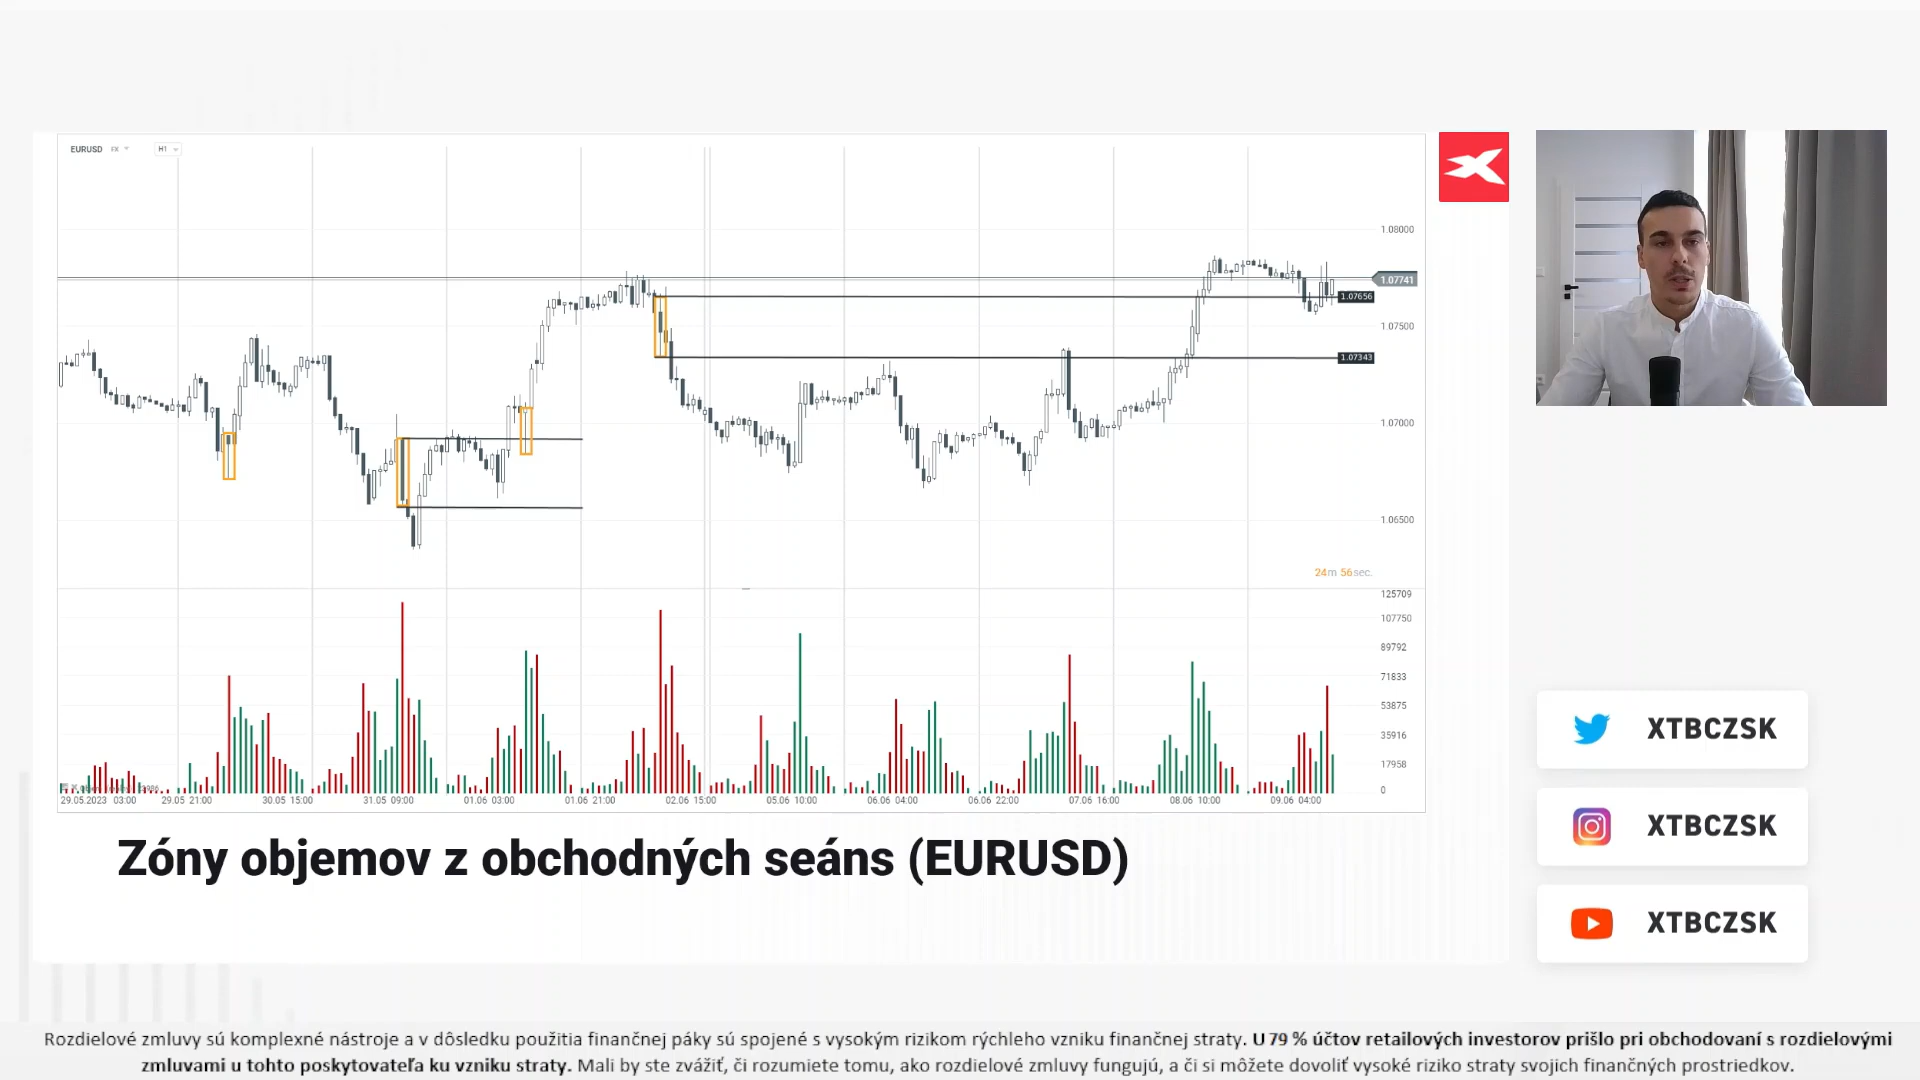 EURUSD FX H1
1.08000
1.07741
1.07656
1.07500
1.07343
1.07000
1.06500
24m 56sec.
125709
107750
89792
71833
53875
35916
17958
0
29.05.2023 03:00 29.05 21:00 30.05 15:00 31.05 09:00 01.06 03:00 01.06 21:00 02.06 15:00 05.06 10:00 06.06 04:00 06.06 22:00 07.06 16:00 08.06 10:00 09.06 04:00
Zóny objemov z obchodných seáns (EURUSD)
XTBCZSK
XTBCZSK
XTBCZSK
Rozdielové zmluvy sú komplexné nástroje a v dôsledku použitia finančnej páky sú spojené s vysokým rizikom rýchleho vzniku finančnej straty. U 79 % účtov retailových investorov prišlo pri obchodovaní s rozdielovými
zmluvami u tohto poskytovateľa ku vzniku straty. Mali by ste zvážiť, či rozumiete tomu, ako rozdielové zmluvy fungujú, a či si môžete dovoliť vysoké riziko straty svojich finančných prostriedkov.